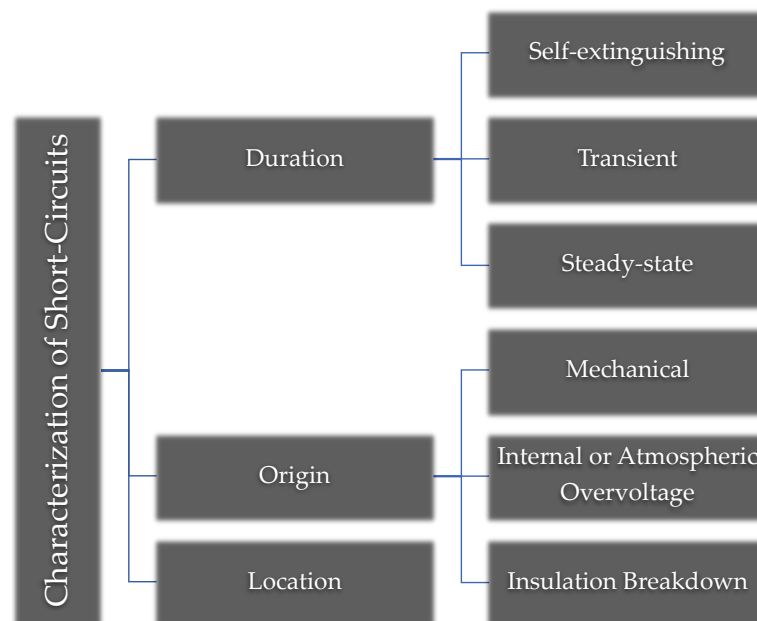 Characterization of Short-Circuits
Duration
Self-extinguishing
Transient
Steady-state
Origin
Mechanical
Internal or Atmospheric
Overvoltage
Insulation Breakdown
Location